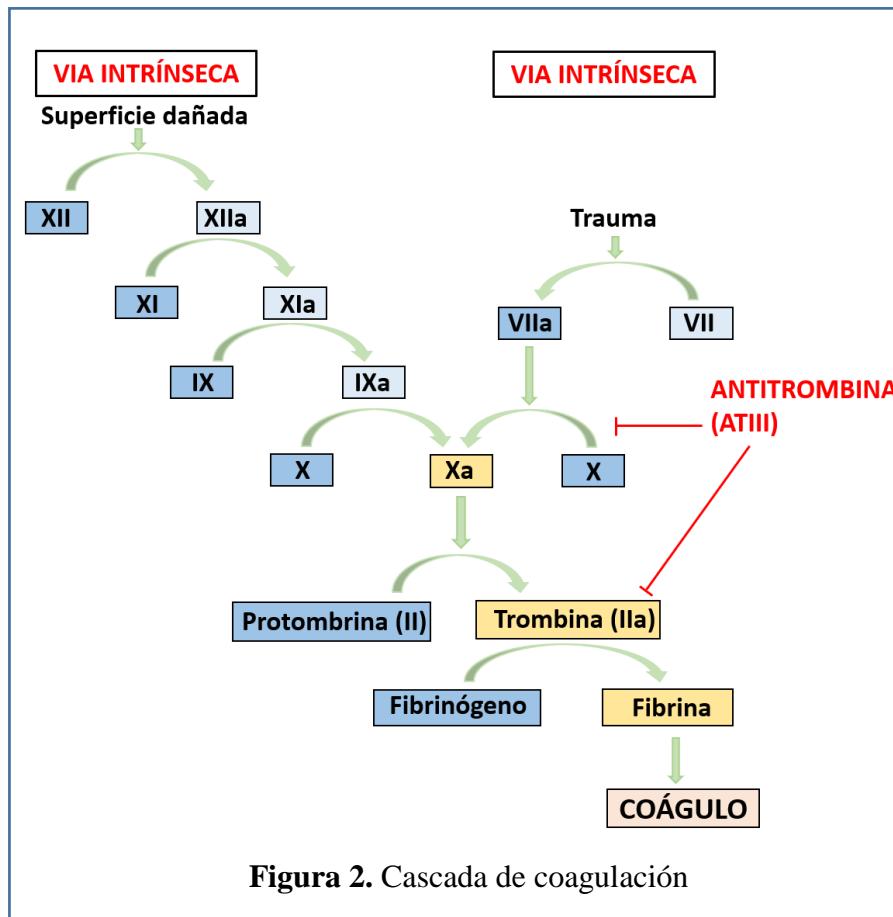 VIA INTRÍNSECA
VIA INTRÍNSECA
Superficie dañada
XII
XIIa
Trauma
XI
XIa
VIIa
VII
IX
IXa
ANTITROMBINA
(ATIII)
X
Xa
X
Protombrina (II)
Trombina (IIa)
Fibrinógeno
Fibrina
COÁGULO
Figura 2. Cascada de coagulación